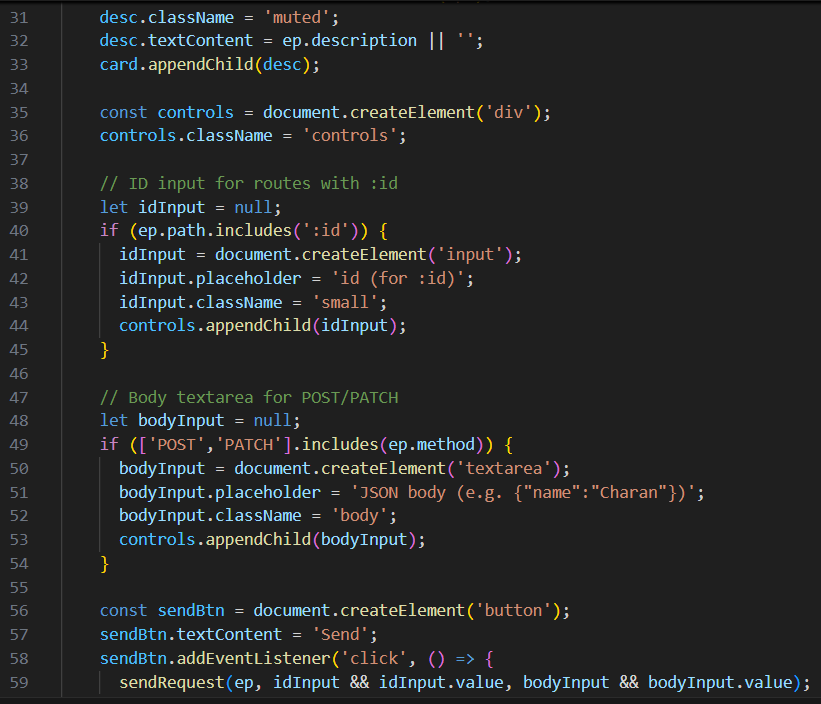 31 desc.className = 'muted';
32 desc.textContent = ep.description || '';
33 card.appendChild(desc);
34
35 const controls = document.createElement('div');
36 controls.className = 'controls';
37
38 // ID input for routes with :id
39 let idInput = null;
40 if (ep.path.includes(':id')) {
41 idInput = document.createElement('input');
42 idInput.placeholder = 'id (for :id)';
43 idInput.className = 'small';
44 controls.appendChild(idInput);
45 }
46
47 // Body textarea for POST/PATCH
48 let bodyInput = null;
49 if (['POST','PATCH'].includes(ep.method)) {
50 bodyInput = document.createElement('textarea');
51 bodyInput.placeholder = 'JSON body (e.g. {"name":"Charan"})';
52 bodyInput.className = 'body';
53 controls.appendChild(bodyInput);
54 }
55
56 const sendBtn = document.createElement('button');
57 sendBtn.textContent = 'Send';
58 sendBtn.addEventListener('click', () => {
59 sendRequest(ep, idInput && idInput.value, bodyInput && bodyInput.value);